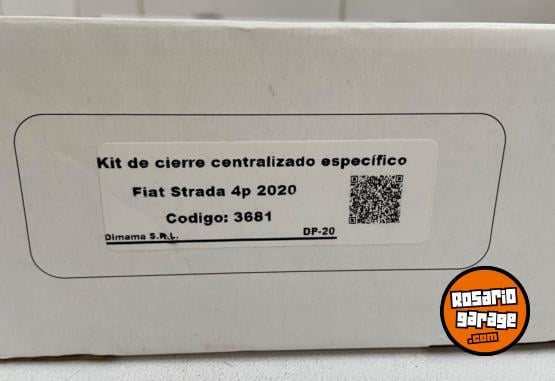 Kit de cierre centralizado específico
Fiat Strada 4p 2020
Codigo: 3681
Dimama S.R.L. DP-20
Rosario
garage
.com